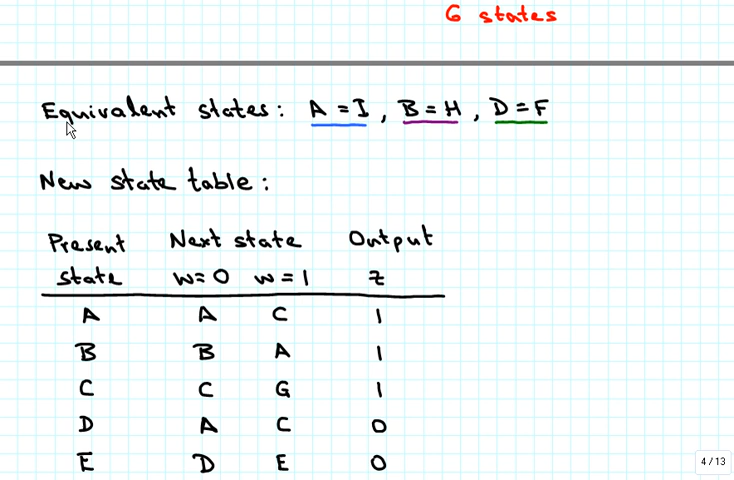 6 states
Equivalent states: A = I, B = H, D = F
New state table:
Present Next state Output
state w=0 w=1 z
A A C 1
B B A 1
C C G 1
D A C 0
E D E 0
4 / 13